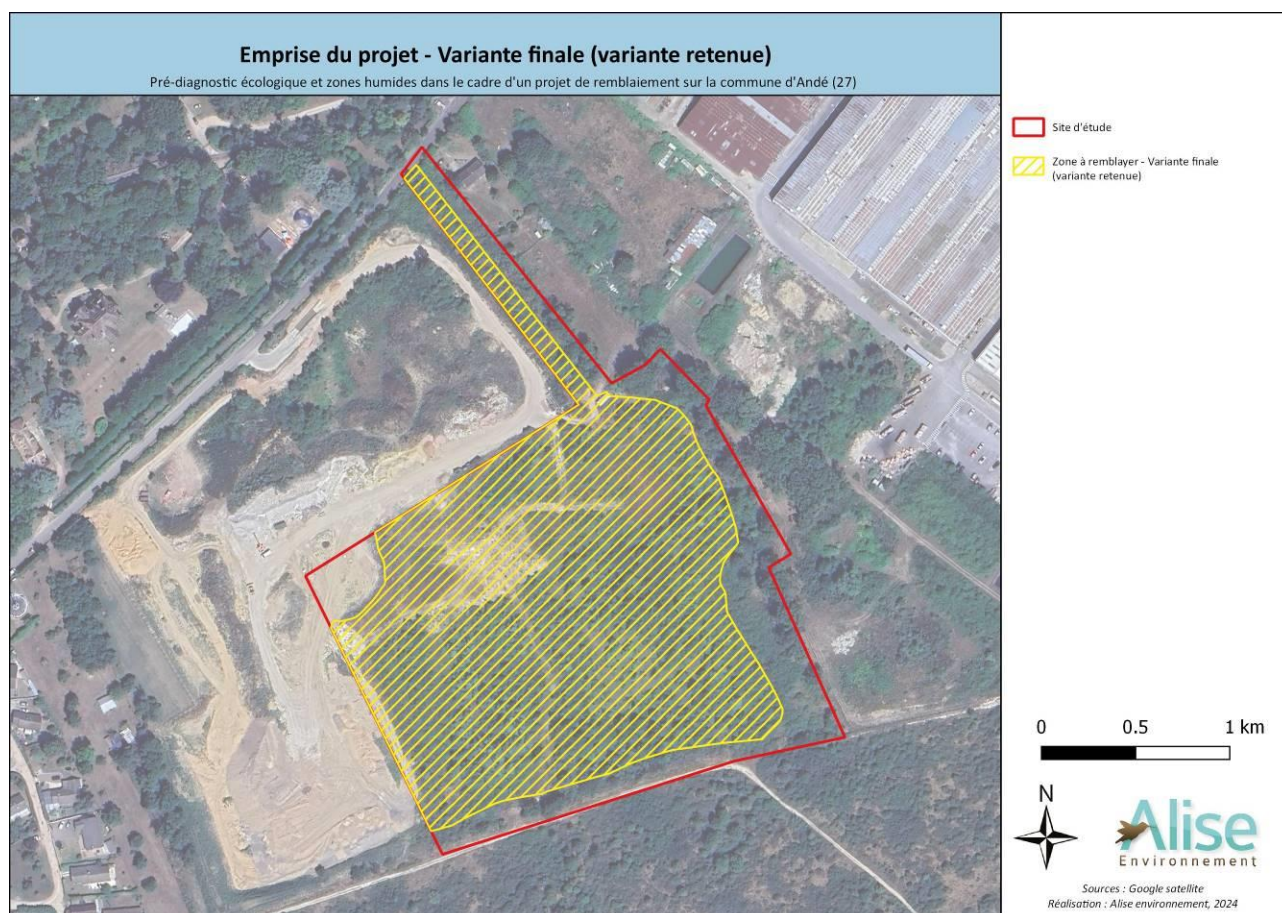 Emprise du projet - Variante finale (variante retenue)
Pré-diagnostic écologique et zones humides dans le cadre d'un projet de remblaiement sur la commune d'Andé (27)
Site d'étude
Zone à remblayer - Variante finale
(variante retenue)
0 0.5 1 km
N
Alise
Environnement
Sources : Google satellite
Réalisation : Alise environnement, 2024